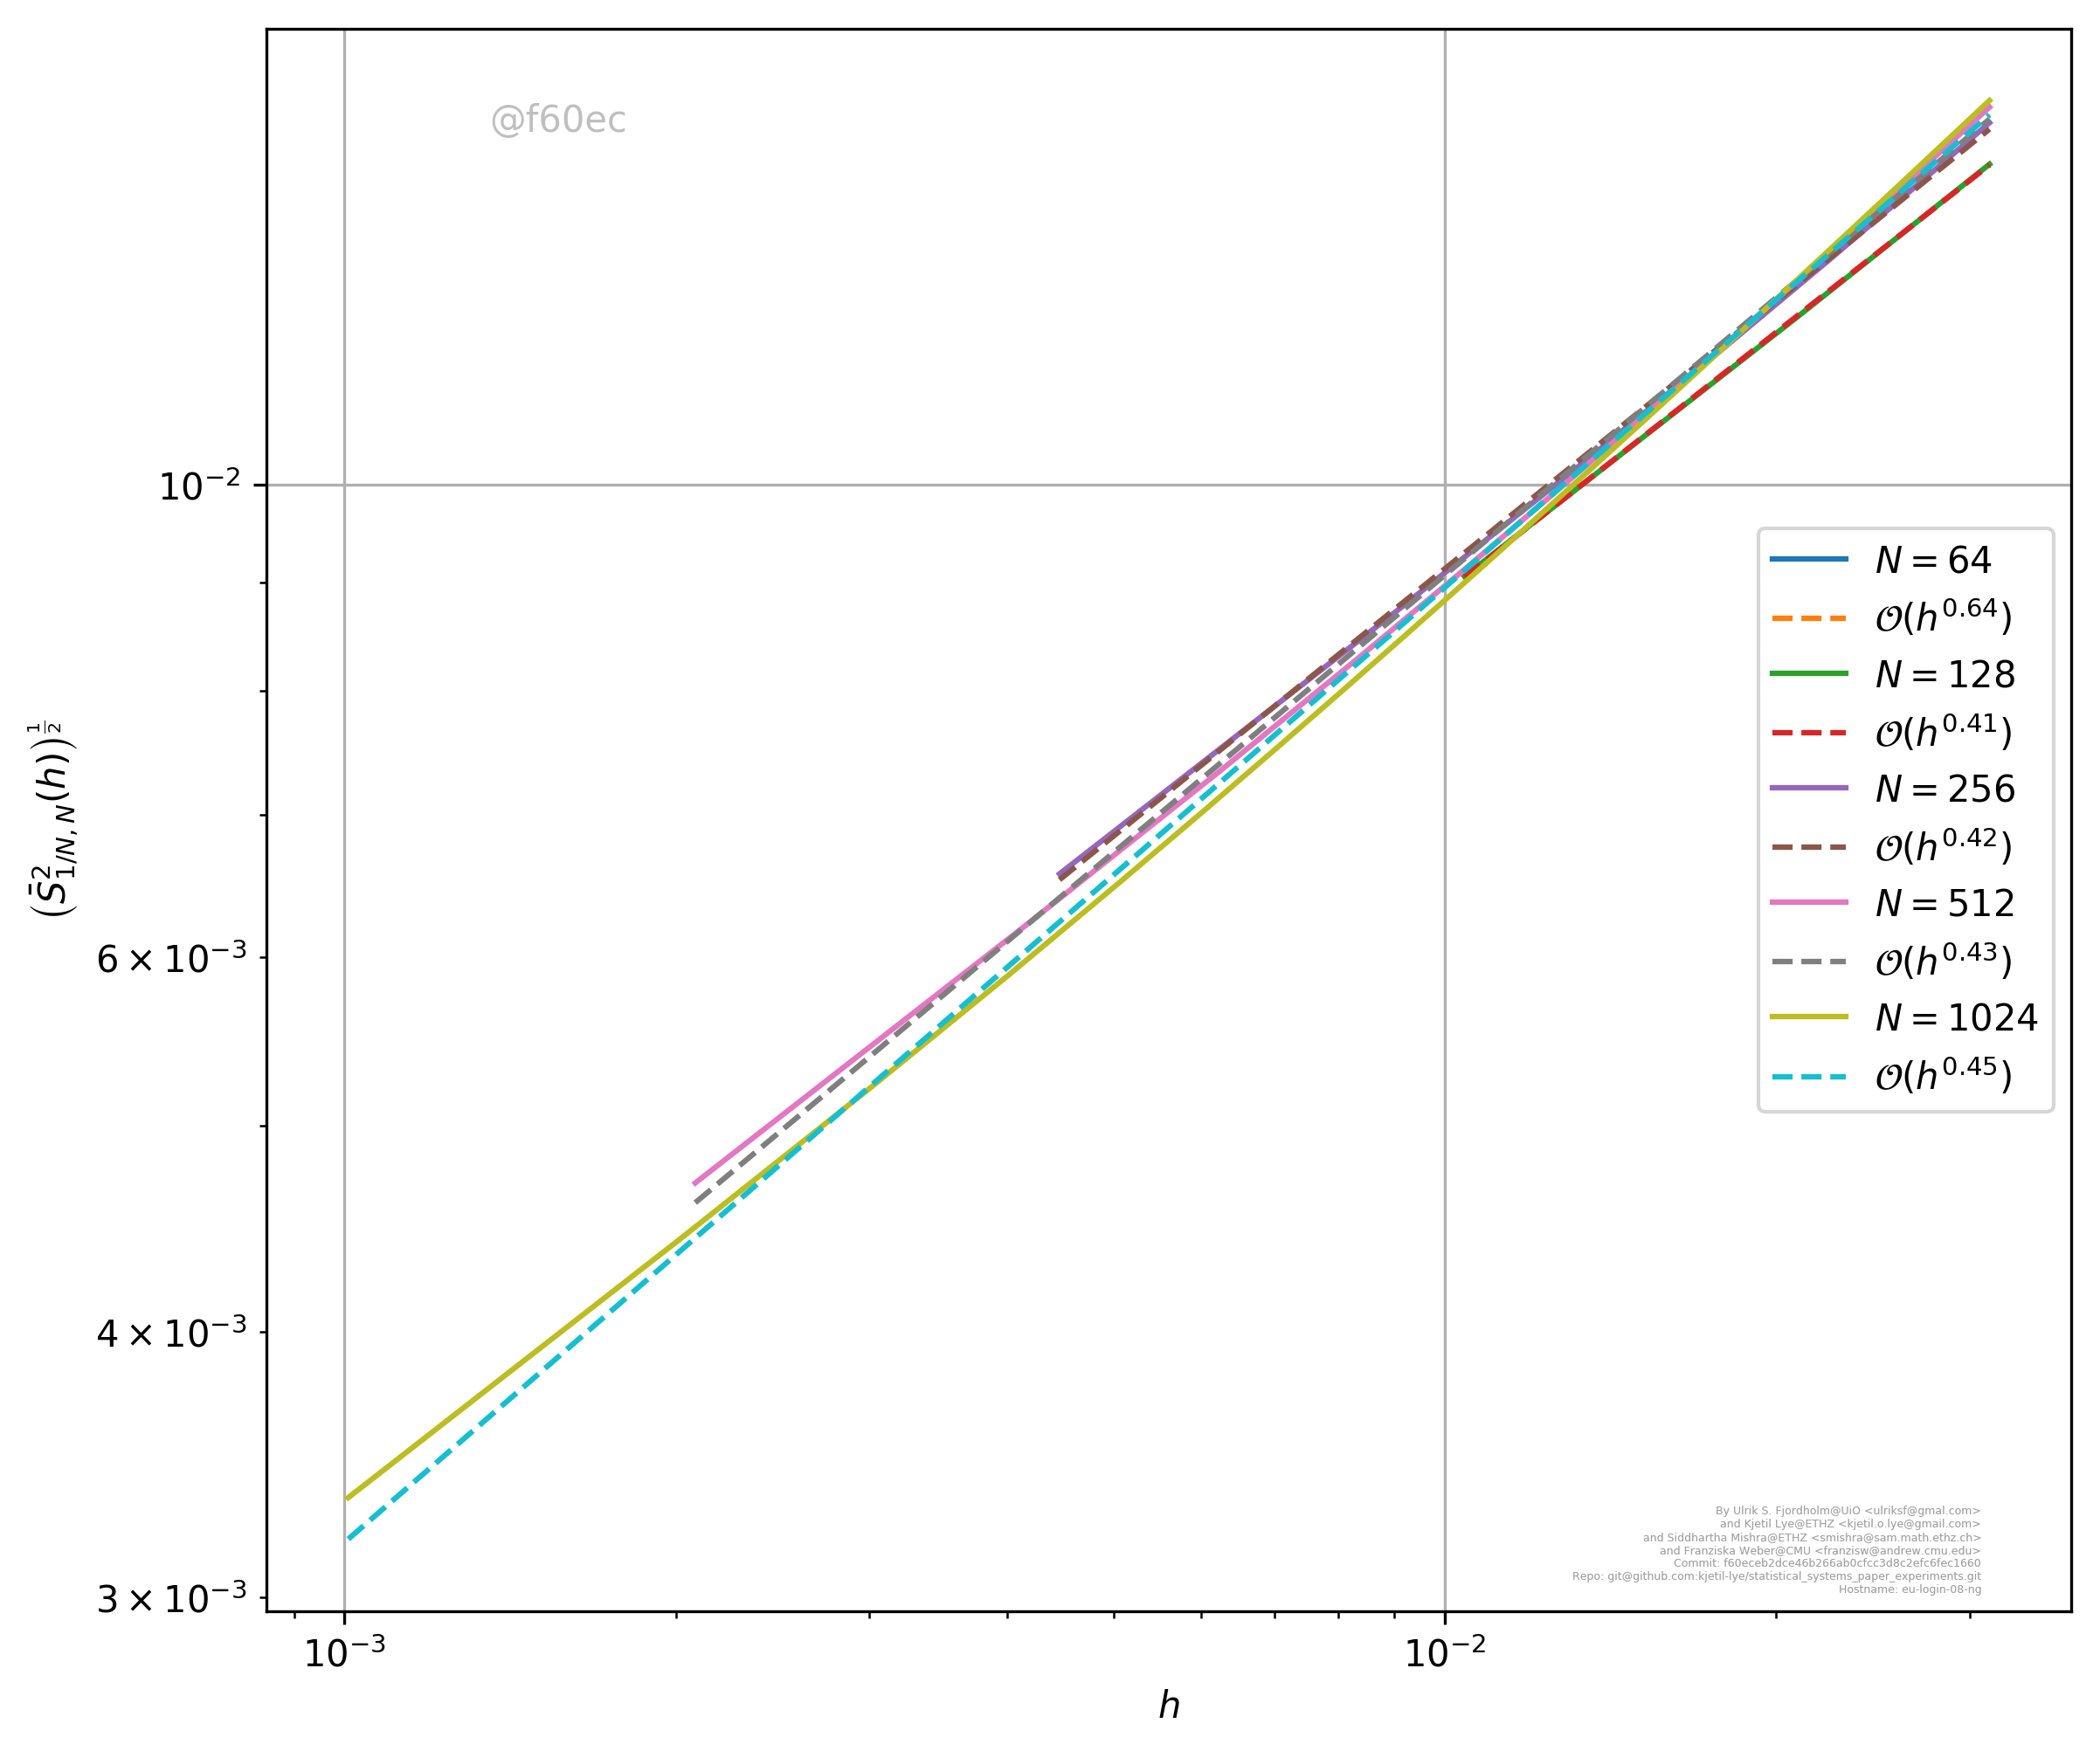 @f60ec
10⁻²
6 × 10⁻³
4 × 10⁻³
3 × 10⁻³
(S̄²₁/N, N(h))^½
10⁻³
10⁻²
h
N = 64
𝒪(h^0.64)
N = 128
𝒪(h^0.41)
N = 256
𝒪(h^0.42)
N = 512
𝒪(h^0.43)
N = 1024
𝒪(h^0.45)
By Ulrik S. Fjordholm@UiO <ulriksf@gmal.com>
and Kjetil Lye@ETHZ <kjetil.o.lye@gmail.com>
and Siddhartha Mishra@ETHZ <smishra@sam.math.ethz.ch>
and Franziska Weber@CMU <franzisw@andrew.cmu.edu>
Commit: f60eceb2dce46b266ab0cfcc3d8c2efc6fec1660
Repo: git@github.com:kjetil-lye/statistical_systems_paper_experiments.git
Hostname: eu-login-08-ng